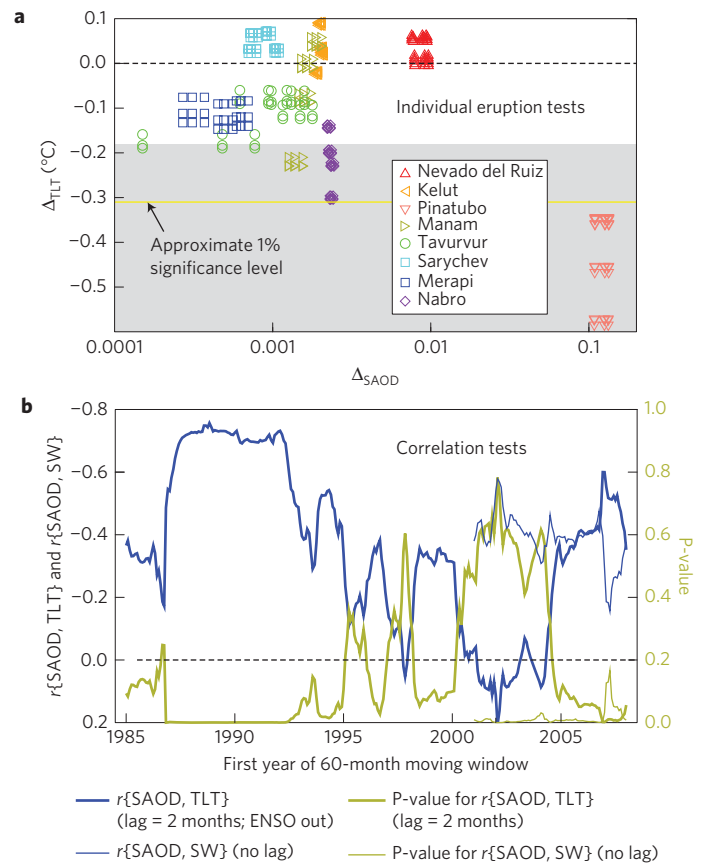 a
0.1
0.0
−0.1
−0.2
−0.3
−0.4
−0.5
ΔTLT (°C)
Individual eruption tests
Approximate 1%
significance level
Nevado del Ruiz
Kelut
Pinatubo
Manam
Tavurvur
Sarychev
Merapi
Nabro
0.0001
0.001
0.01
0.1
ΔSAOD
b
−0.8
−0.6
−0.4
−0.2
0.0
0.2
r{SAOD, TLT} and r{SAOD, SW}
Correlation tests
1.0
0.8
0.6
0.4
0.2
0.0
P-value
1985
1990
1995
2000
2005
First year of 60-month moving window
r{SAOD, TLT}
(lag = 2 months; ENSO out)
r{SAOD, SW} (no lag)
P-value for r{SAOD, TLT}
(lag = 2 months)
P-value for r{SAOD, SW} (no lag)